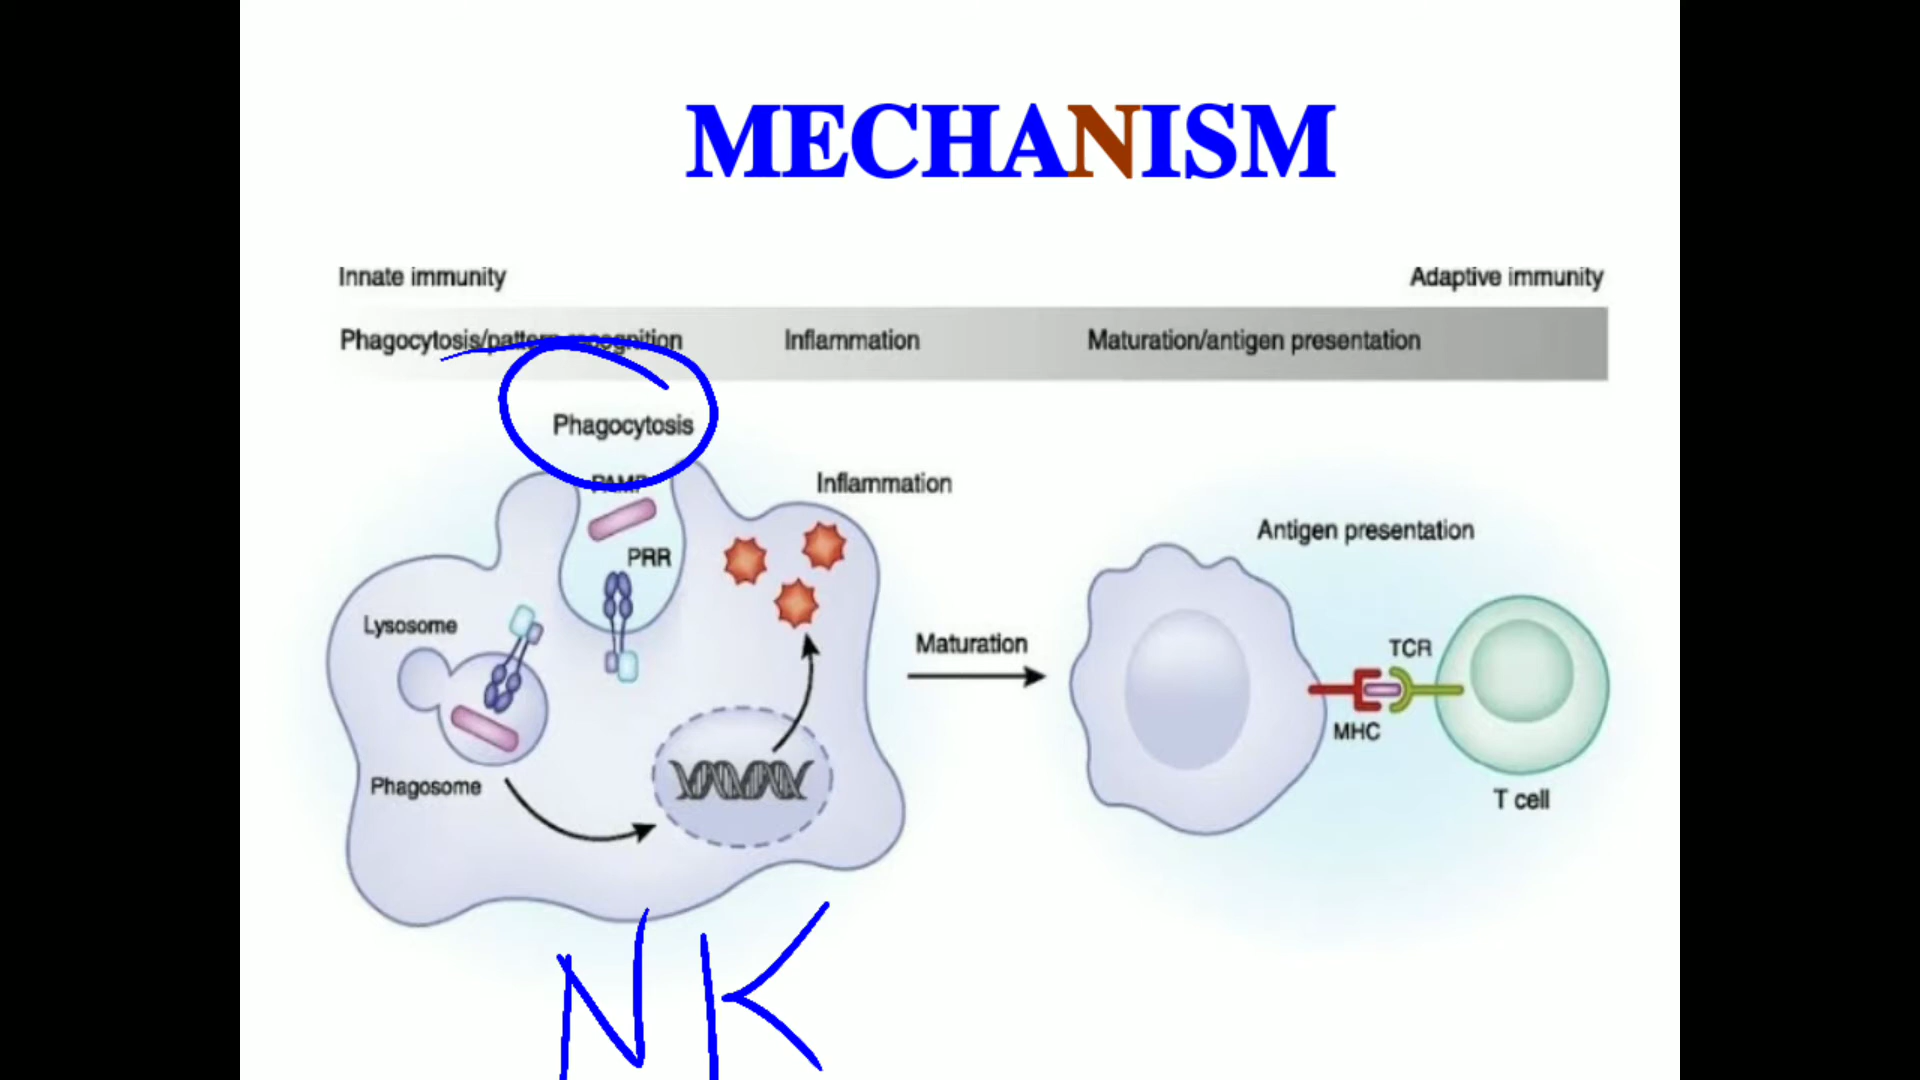 MECHANISM
Innate immunity
Adaptive immunity
Phagocytosis/pattern recognition
Inflammation
Maturation/antigen presentation
Phagocytosis
PAMP
Inflammation
PRR
Antigen presentation
Lysosome
Maturation
TCR
MHC
Phagosome
T cell
NK